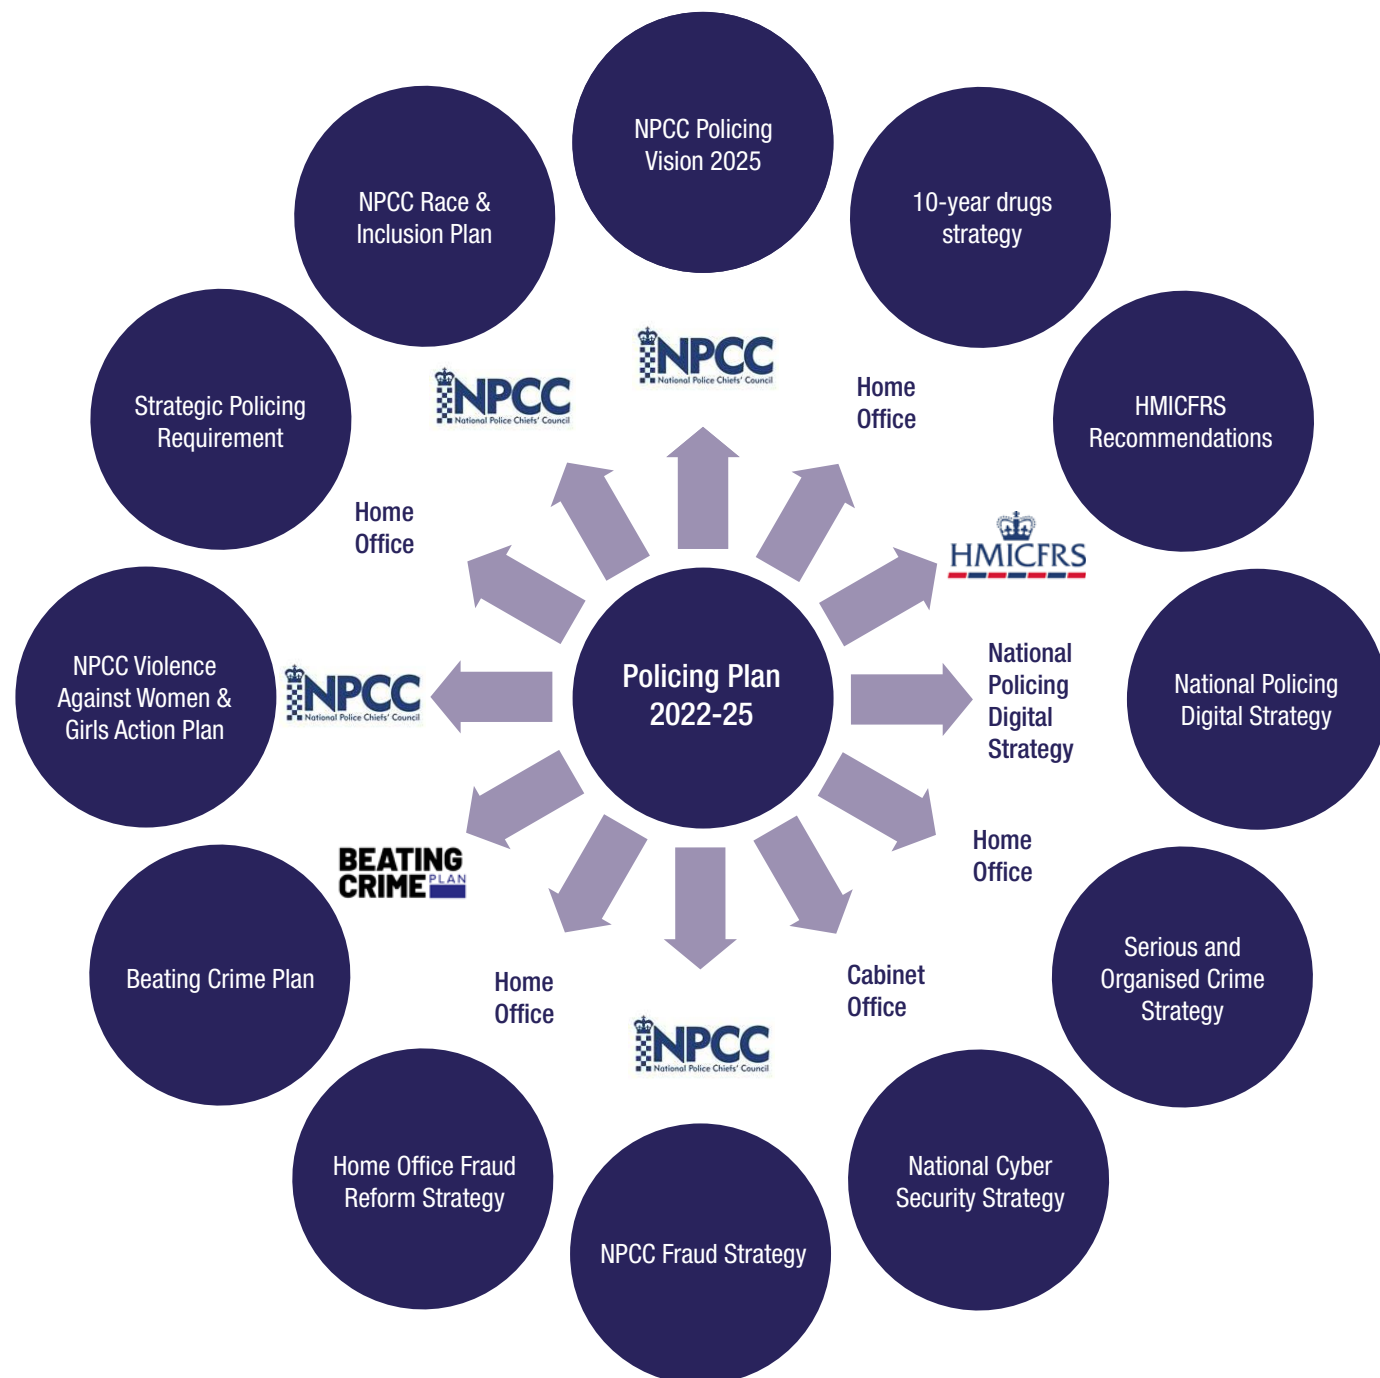 NPCC Policing
Vision 2025
10-year drugs
strategy
HMICFRS
Recommendations
National Policing
Digital Strategy
Serious and
Organised Crime
Strategy
National Cyber
Security Strategy
NPCC Fraud Strategy
Home Office Fraud
Reform Strategy
Beating Crime Plan
NPCC Violence
Against Women &
Girls Action Plan
Strategic Policing
Requirement
NPCC Race &
Inclusion Plan
NPCC
National Police Chiefs' Council
Home
Office
HMICFRS
National
Policing
Digital
Strategy
Home
Office
Cabinet
Office
NPCC
National Police Chiefs' Council
Home
Office
BEATING
CRIME PLAN
NPCC
National Police Chiefs' Council
Home
Office
NPCC
National Police Chiefs' Council
Policing Plan
2022-25